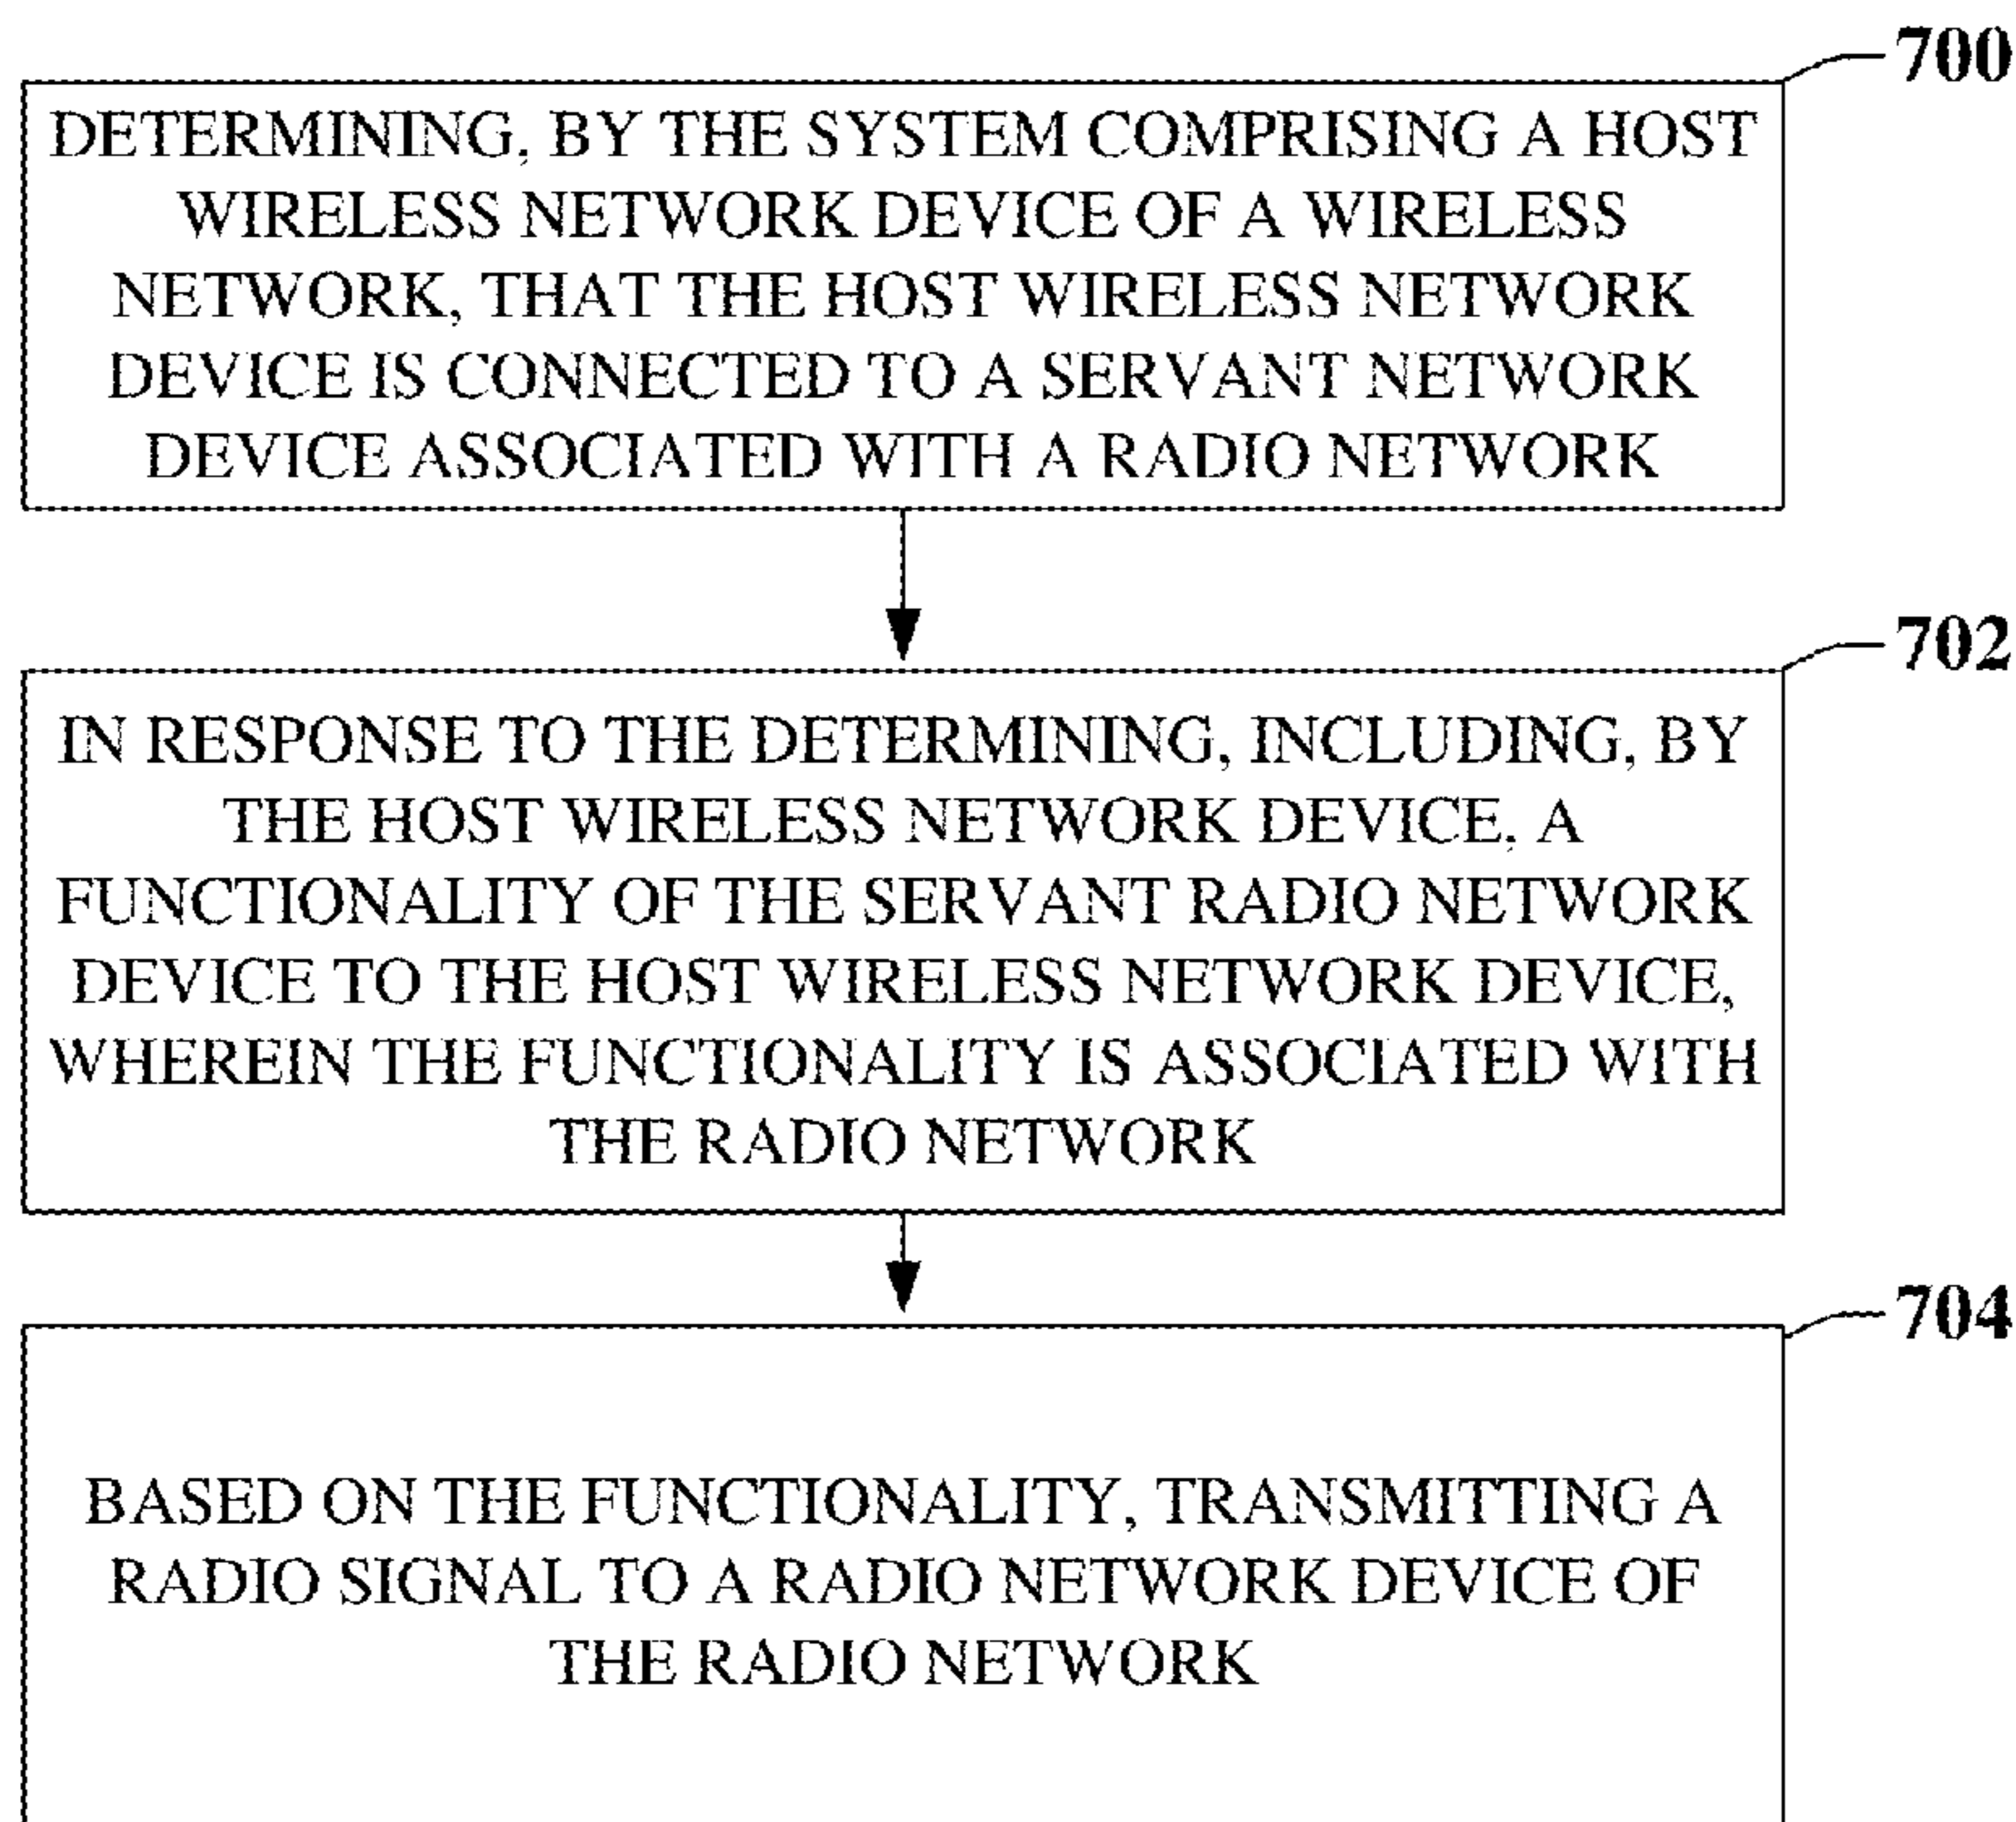 700
DETERMINING, BY THE SYSTEM COMPRISING A HOST
WIRELESS NETWORK DEVICE OF A WIRELESS
NETWORK, THAT THE HOST WIRELESS NETWORK
DEVICE IS CONNECTED TO A SERVANT NETWORK
DEVICE ASSOCIATED WITH A RADIO NETWORK
702
IN RESPONSE TO THE DETERMINING, INCLUDING, BY
THE HOST WIRELESS NETWORK DEVICE, A
FUNCTIONALITY OF THE SERVANT RADIO NETWORK
DEVICE TO THE HOST WIRELESS NETWORK DEVICE,
WHEREIN THE FUNCTIONALITY IS ASSOCIATED WITH
THE RADIO NETWORK
704
BASED ON THE FUNCTIONALITY, TRANSMITTING A
RADIO SIGNAL TO A RADIO NETWORK DEVICE OF
THE RADIO NETWORK